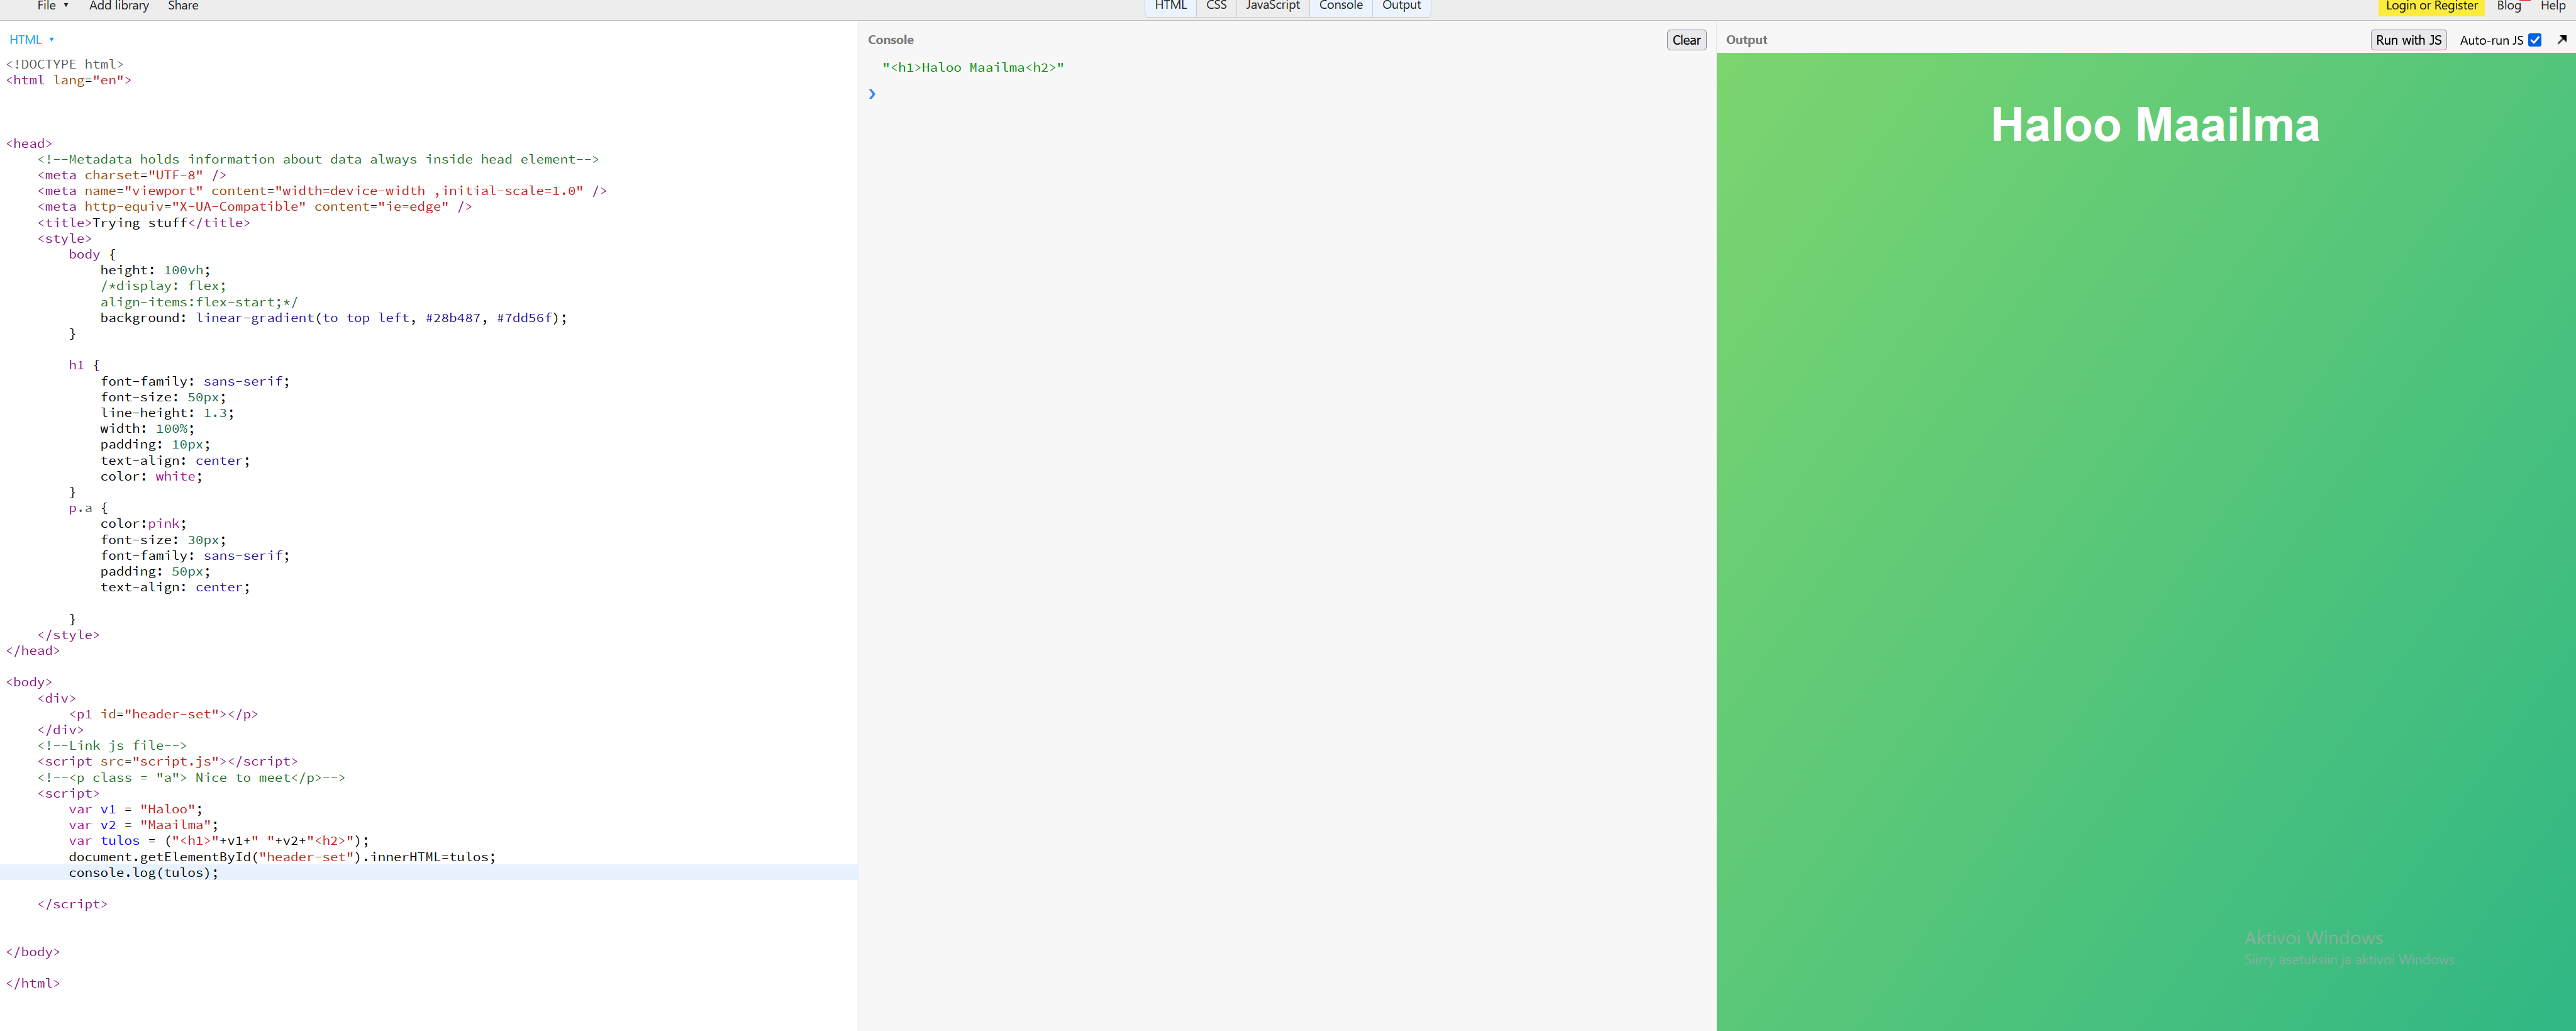 File ▾ Add library Share
HTML CSS JavaScript Console Output
Login or Register Blog Help
HTML ▾
<!DOCTYPE html>
<html lang="en">
<head>
<!--Metadata holds information about data always inside head element-->
<meta charset="UTF-8" />
<meta name="viewport" content="width=device-width ,initial-scale=1.0" />
<meta http-equiv="X-UA-Compatible" content="ie=edge" />
<title>Trying stuff</title>
<style>
body {
height: 100vh;
/*display: flex;
align-items:flex-start;*/
background: linear-gradient(to top left, #28b487, #7dd56f);
}
h1 {
font-family: sans-serif;
font-size: 50px;
line-height: 1.3;
width: 100%;
padding: 10px;
text-align: center;
color: white;
}
p.a {
color:pink;
font-size: 30px;
font-family: sans-serif;
padding: 50px;
text-align: center;
}
</style>
</head>
<body>
<div>
<p1 id="header-set"></p>
</div>
<!--Link js file-->
<script src="script.js"></script>
<!--<p class = "a"> Nice to meet</p>-->
<script>
var v1 = "Haloo";
var v2 = "Maailma";
var tulos = ("<h1>"+v1+" "+v2+"<h2>");
document.getElementById("header-set").innerHTML=tulos;
console.log(tulos);
</script>
</body>
</html>
Console Clear
"<h1>Haloo Maailma<h2>"
Output Run with JS Auto-run JS
Haloo Maailma
Aktivoi Windows
Siirry asetuksiin ja aktivoi Windows.